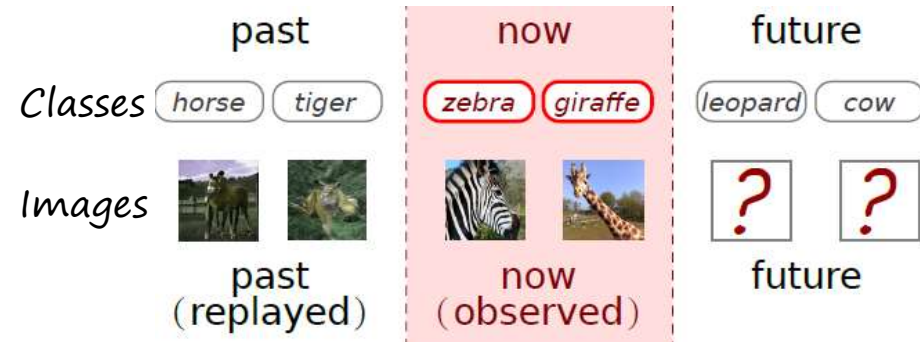 past now future
Classes horse tiger zebra giraffe leopard cow
Images ? ?
past now future
(replayed) (observed)